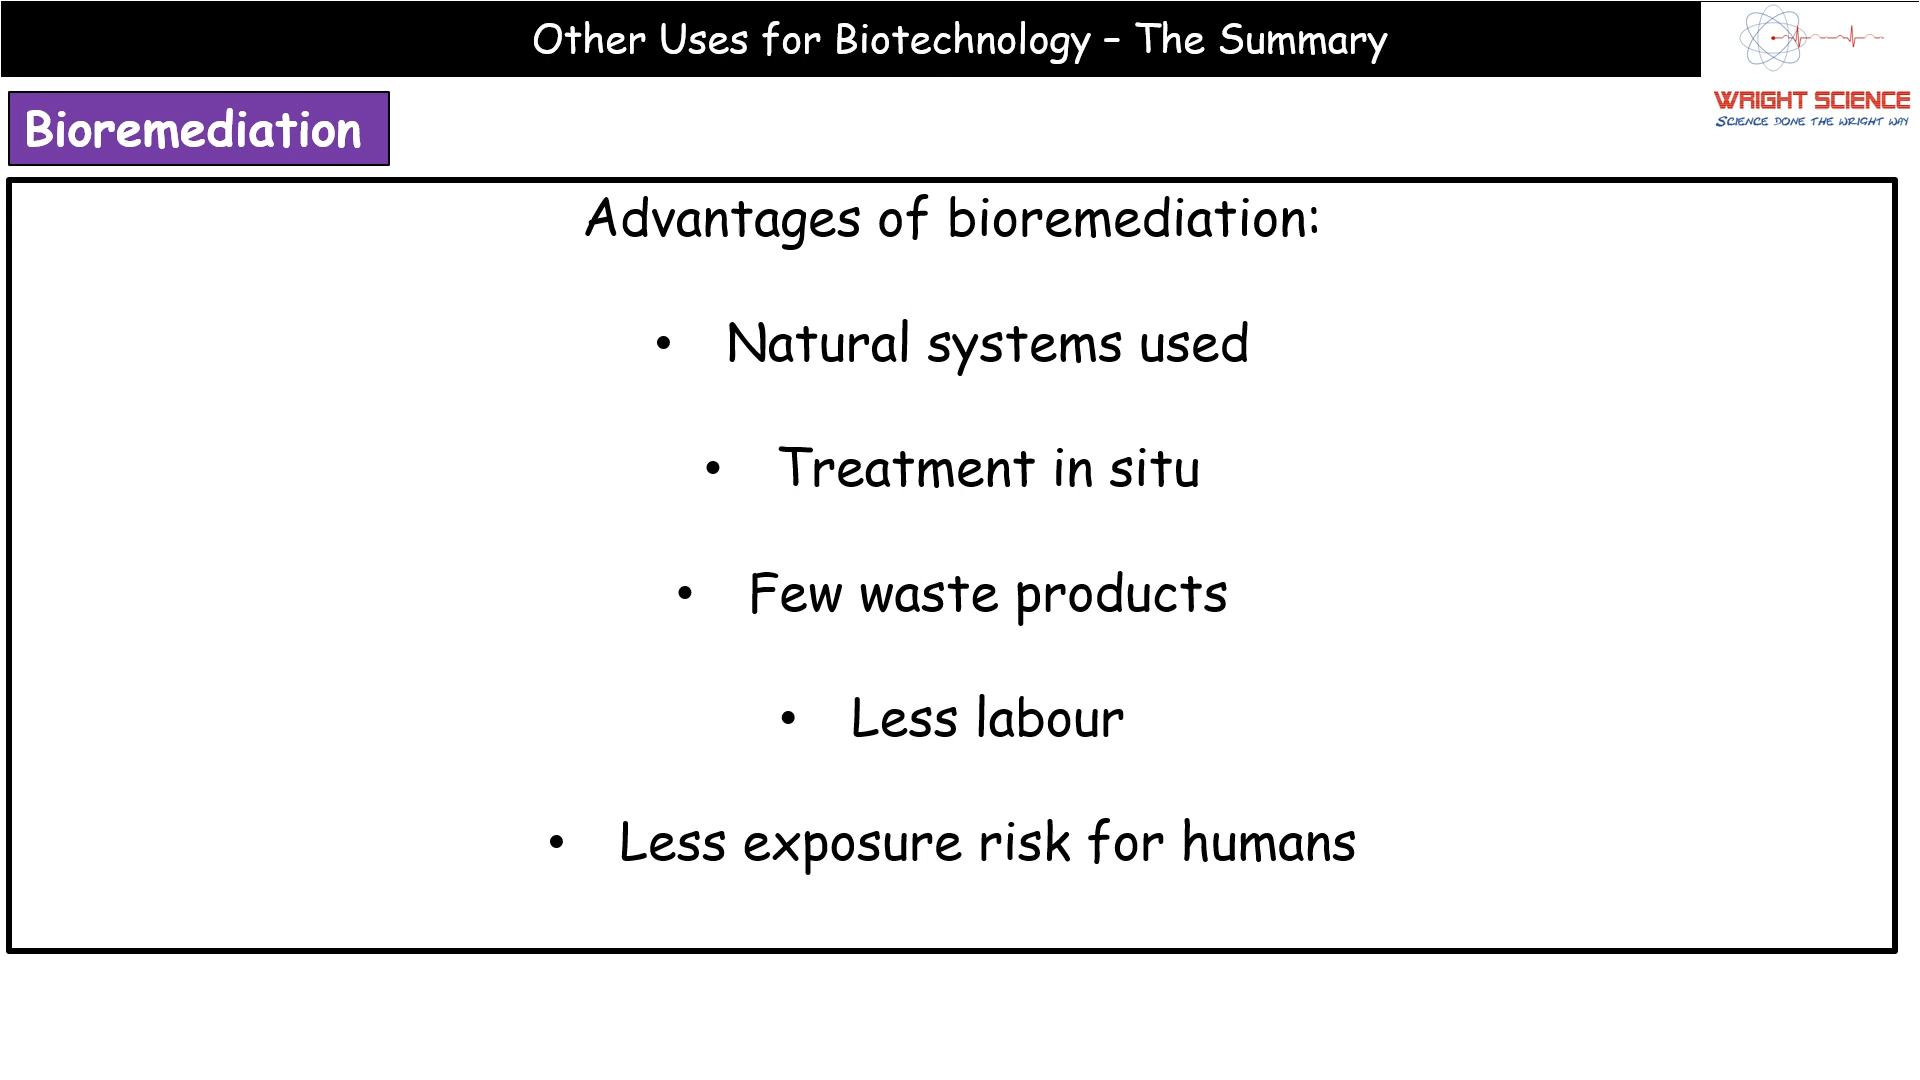 Other Uses for Biotechnology – The Summary
WRIGHT SCIENCE
SCIENCE DONE THE WRIGHT WAY
Bioremediation
Advantages of bioremediation:
• Natural systems used
• Treatment in situ
• Few waste products
• Less labour
• Less exposure risk for humans